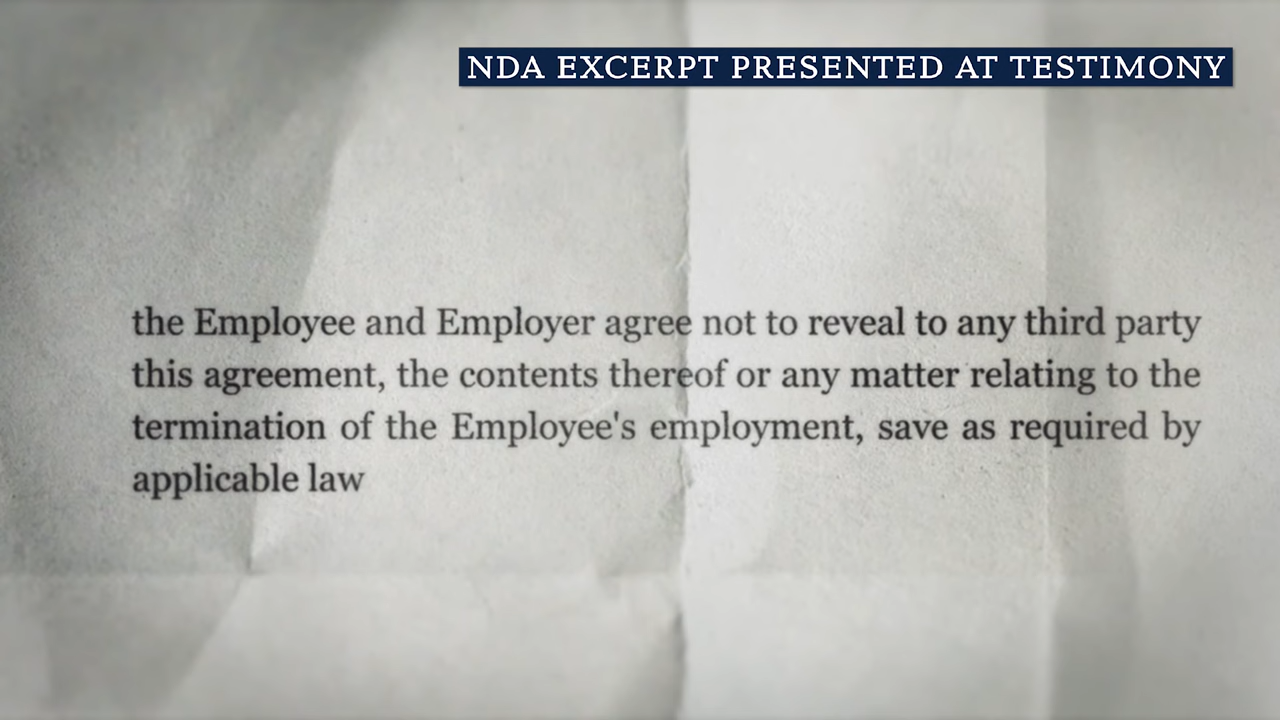 NDA EXCERPT PRESENTED AT TESTIMONY
the Employee and Employer agree not to reveal to any third party
this agreement, the contents thereof or any matter relating to the
termination of the Employee's employment, save as required by
applicable law